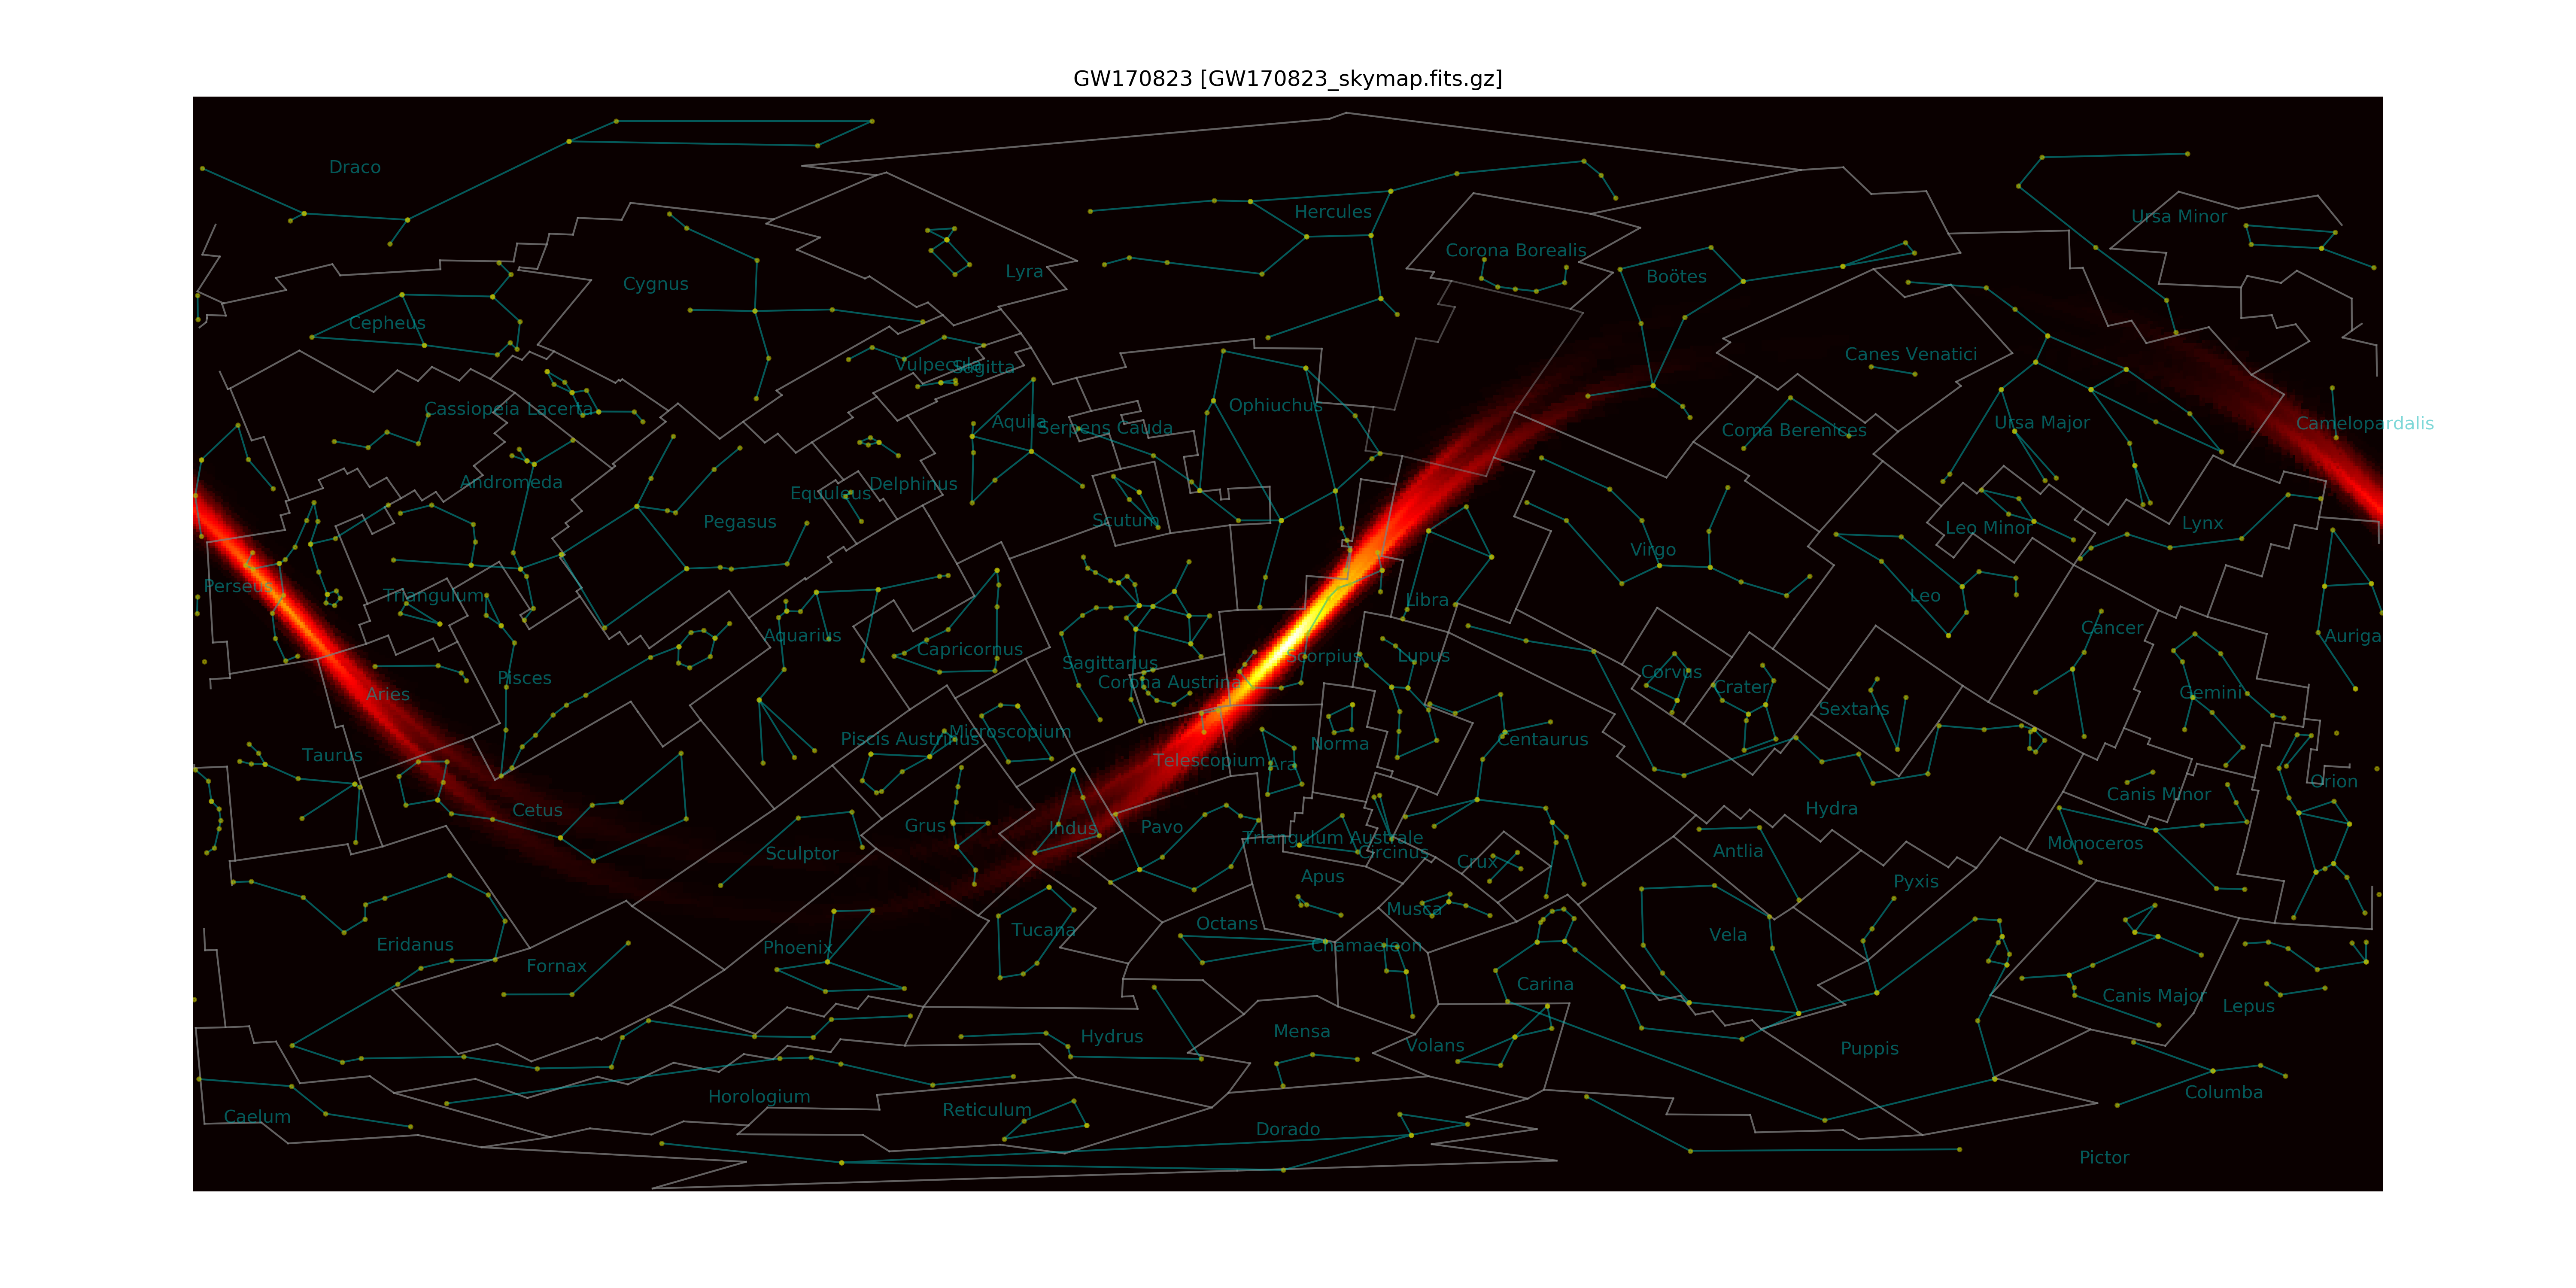 GW170823 [GW170823_skymap.fits.gz]
Draco
Hercules
Ursa Minor
Corona Borealis
Lyra
Boötes
Cygnus
Cepheus
Canes Venatici
Vulpecula
Sagitta
Cassiopeia
Lacerta
Ophiuchus
Aquila
Serpens Cauda
Coma Berenices
Ursa Major
Camelopardalis
Andromeda
Equuleus
Delphinus
Pegasus
Scutum
Leo Minor
Lynx
Virgo
Perseus
Triangulum
Libra
Leo
Aquarius
Cancer
Auriga
Capricornus
Sagittarius
Scorpius
Lupus
Corvus
Pisces
Corona Austrina
Crater
Aries
Gemini
Sextans
Piscis Austrinus
Microscopium
Norma
Centaurus
Taurus
Telescopium
Ara
Orion
Canis Minor
Cetus
Hydra
Grus
Indus
Pavo
Triangulum Australe
Circinus
Monoceros
Sculptor
Crux
Antlia
Apus
Pyxis
Musca
Octans
Tucana
Vela
Eridanus
Phoenix
Chamaeleon
Fornax
Carina
Canis Major
Lepus
Hydrus
Mensa
Volans
Puppis
Horologium
Columba
Caelum
Reticulum
Dorado
Pictor